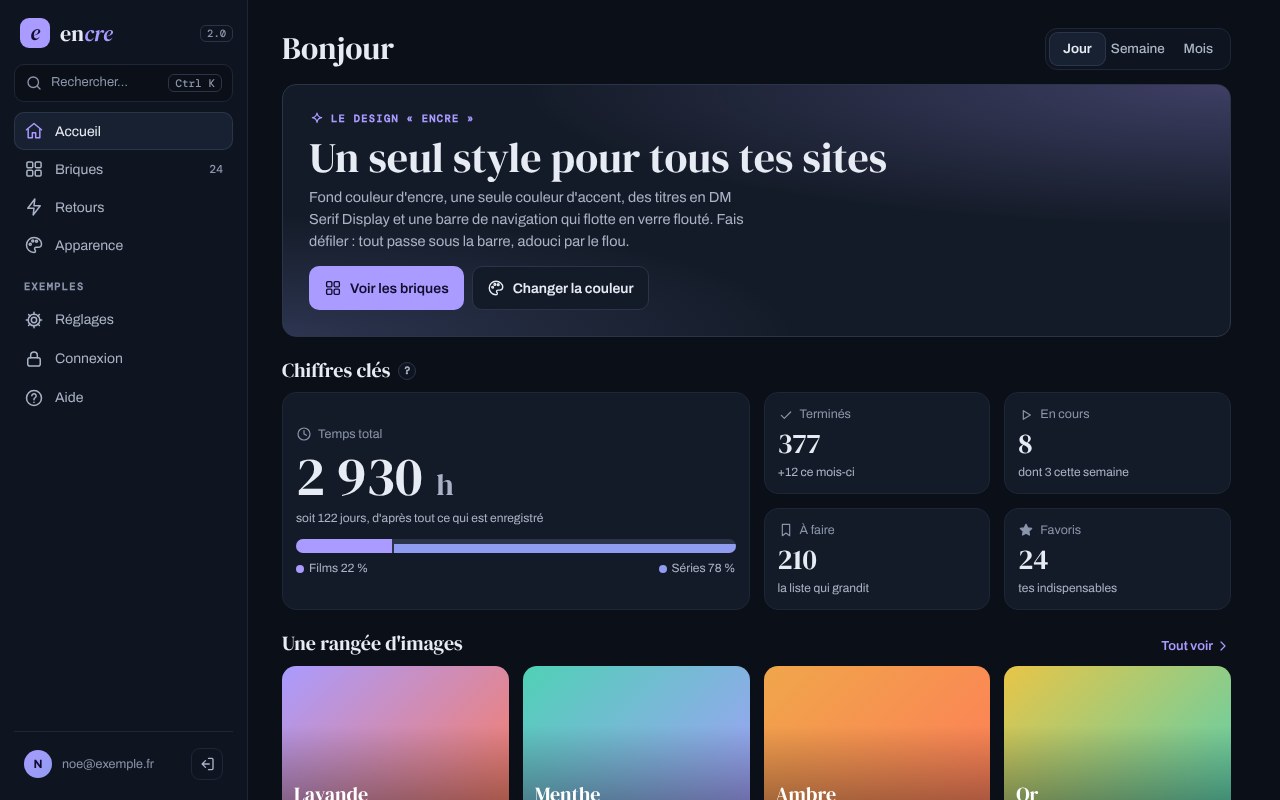 e encre 2.0
Rechercher... Ctrl K
Accueil
Briques 24
Retours
Apparence
EXEMPLES
Réglages
Connexion
Aide
N noe@exemple.fr
Bonjour
Jour Semaine Mois
LE DESIGN « ENCRE »
Un seul style pour tous tes sites
Fond couleur d'encre, une seule couleur d'accent, des titres en DM
Serif Display et une barre de navigation qui flotte en verre flouté. Fais
défiler : tout passe sous la barre, adouci par le flou.
Voir les briques Changer la couleur
Chiffres clés ?
Temps total
2 930 h
soit 122 jours, d'après tout ce qui est enregistré
Films 22 % Séries 78 %
Terminés
377
+12 ce mois-ci
En cours
8
dont 3 cette semaine
À faire
210
la liste qui grandit
Favoris
24
tes indispensables
Une rangée d'images
Tout voir
Lavande
Menthe
Ambre
Or